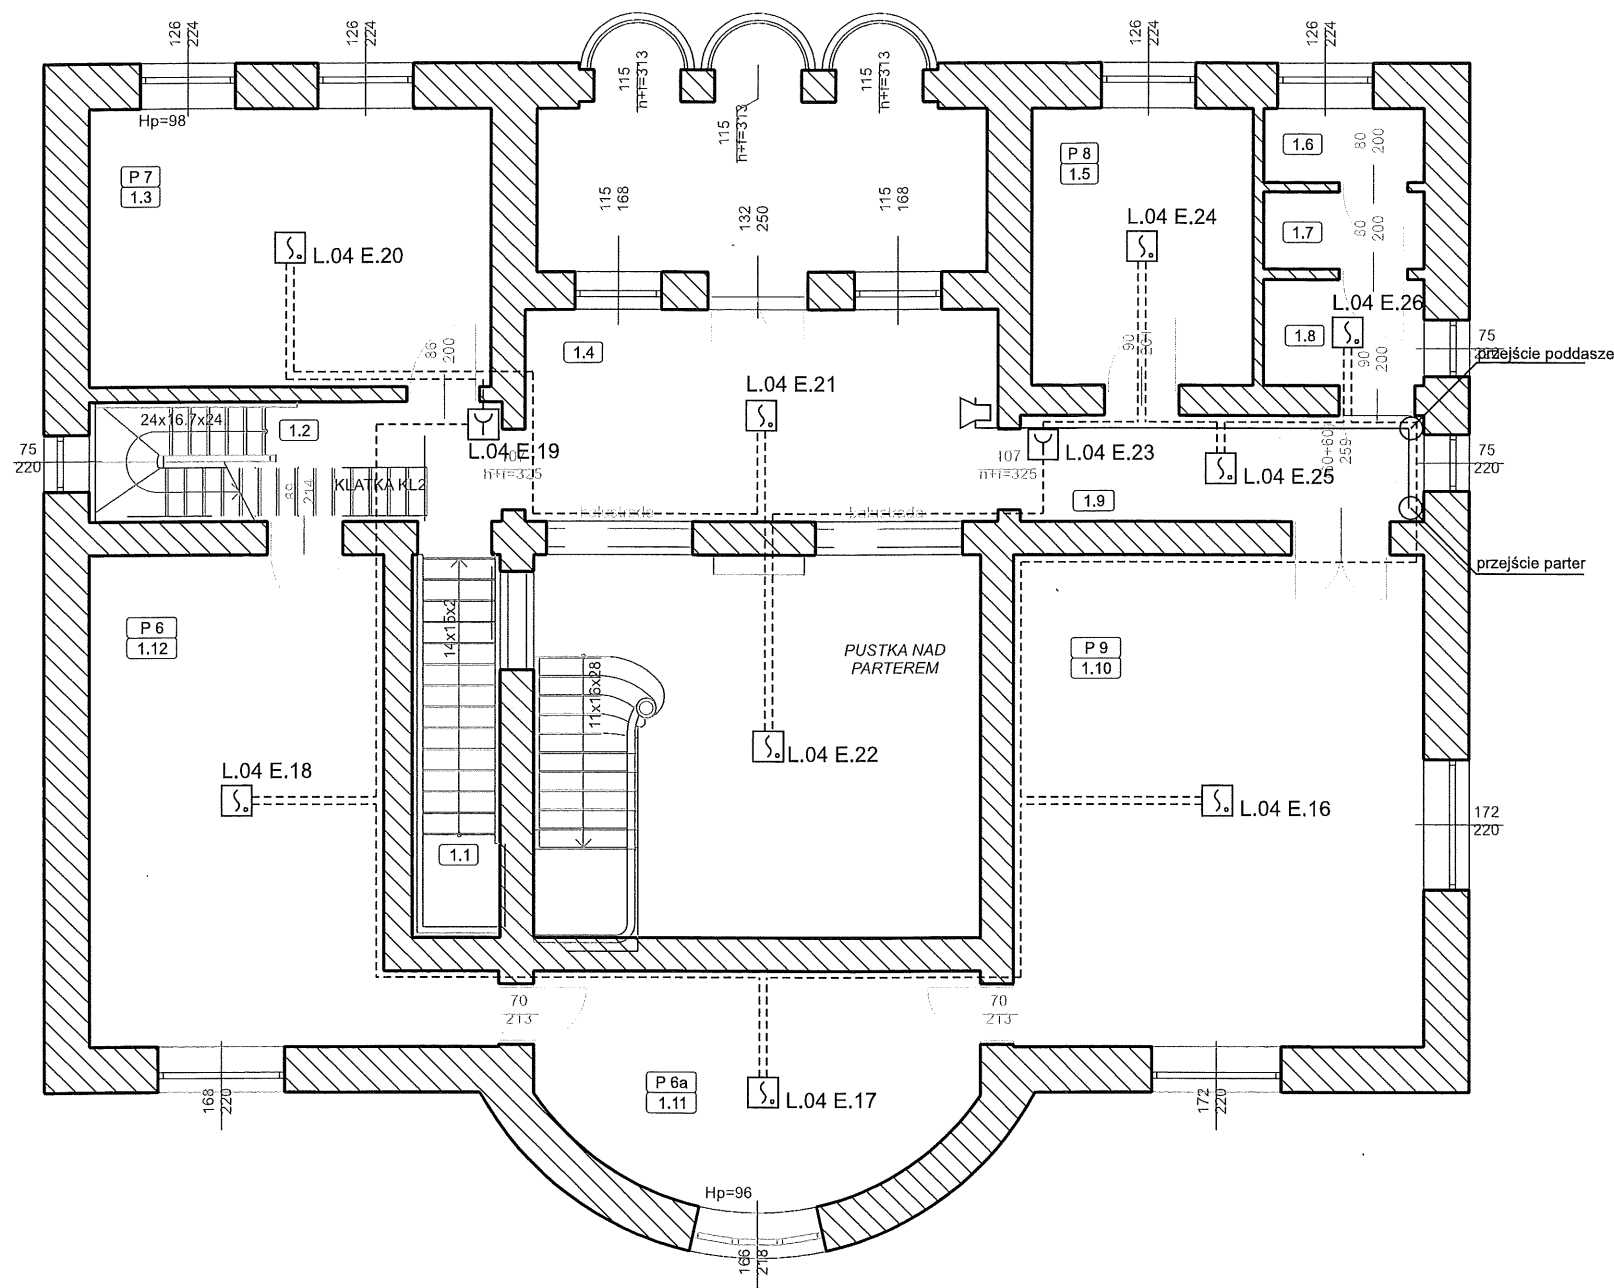 126
224
126
224
115
h+f=313
115
h+f=313
115
h+f=313
126
224
126
224
Hp=98
P 7
1.3
P 8
1.5
1.6
80
200
1.7
80
200
115
168
132
250
115
168
L.04 E.20
L.04 E.24
L.04 E.26
1.4
1.8
86
200
90
201
90
200
75
220
przejście poddasze
L.04 E.21
24x16.7x24
1.2
L.04 E.19
107
h+f=325
107
h+f=325
L.04 E.23
L.04 E.25
259
75
220
75
220
89
214
KLATKA KL2
1.9
balustrada
balustrada
przejście parter
14x15x2
P 6
1.12
PUSTKA NAD
PARTEREM
P 9
1.10
11x16x28
L.04 E.22
L.04 E.18
L.04 E.16
172
220
1.1
70
213
70
213
P 6a
1.11
L.04 E.17
168
220
172
220
Hp=96
166
218